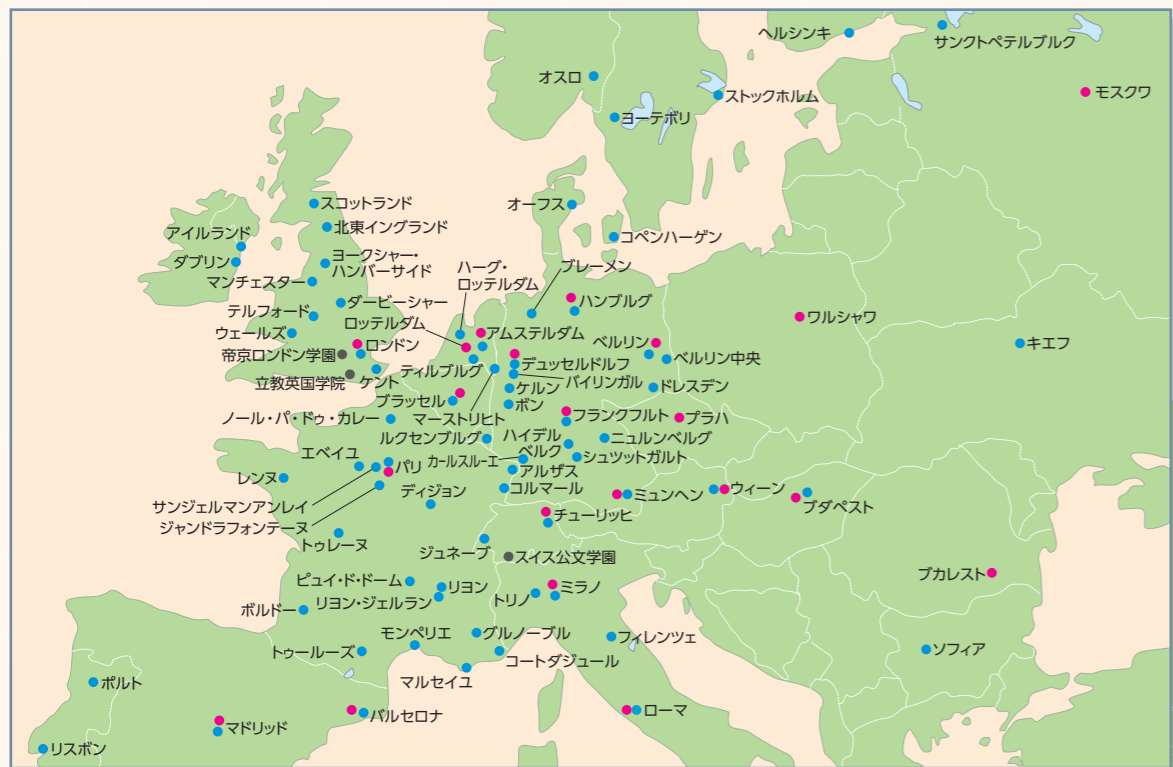 ヘルシンキ
サンクトペテルブルク
オスロ
ストックホルム
モスクワ
ヨーテボリ
スコットランド
オーフス
北東イングランド
アイルランド
コペンハーゲン
ダブリン
ヨークシャー・
ハンバーサイド
ハーグ・
ロッテルダム
ブレーメン
マンチェスター
ハンブルグ
ダービーシャー
テルフォード
ロッテルダム
ワルシャワ
ウェールズ
アムステルダム
ベルリン
キエフ
ロンドン
帝京ロンドン学園
ベルリン中央
デュッセルドルフ
ティルブルグ
立教英国学院
ケント
バイリンガル
ケルン
ドレスデン
ブラッセル
ボン
マーストリヒト
フランクフルト
プラハ
ノール・パ・ドゥ・カレー
ルクセンブルグ
ハイデル
ベルク
ニュルンベルグ
エベイユ
パリ
カールスルーエ
シュツットガルト
レンヌ
アルザス
サンジェルマンアンレイ
ディジョン
コルマール
ミュンヘン
ウィーン
ブダペスト
ジャンドラフォンテーヌ
チューリッヒ
トゥレーヌ
ジュネーブ
スイス公文学園
ピュイ・ド・ドーム
リヨン
ミラノ
ブカレスト
ボルドー
リヨン・ジェルラン
トリノ
モンペリエ
グルノーブル
フィレンツェ
トゥールーズ
コートダジュール
ソフィア
マルセイユ
ポルト
バルセロナ
ローマ
マドリッド
リスボン